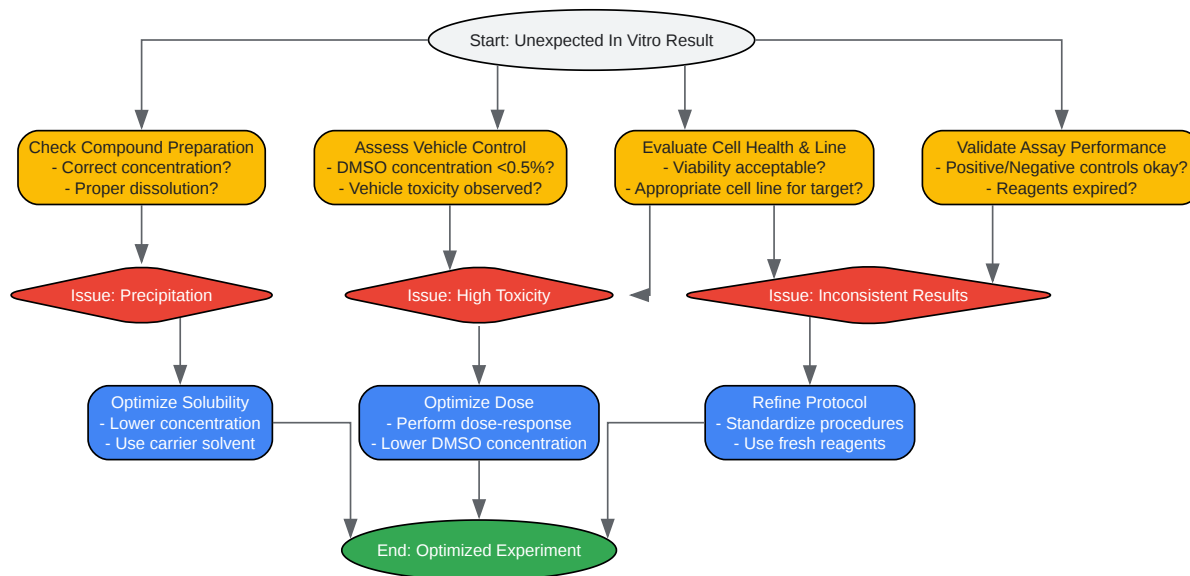 Start: Unexpected In Vitro Result
Check Compound Preparation
- Correct concentration?
- Proper dissolution?
Assess Vehicle Control
- DMSO concentration <0.5%?
- Vehicle toxicity observed?
Evaluate Cell Health & Line
- Viability acceptable?
- Appropriate cell line for target?
Validate Assay Performance
- Positive/Negative controls okay?
- Reagents expired?
Issue: Precipitation
Issue: High Toxicity
Issue: Inconsistent Results
Optimize Solubility
- Lower concentration
- Use carrier solvent
Optimize Dose
- Perform dose-response
- Lower DMSO concentration
Refine Protocol
- Standardize procedures
- Use fresh reagents
End: Optimized Experiment